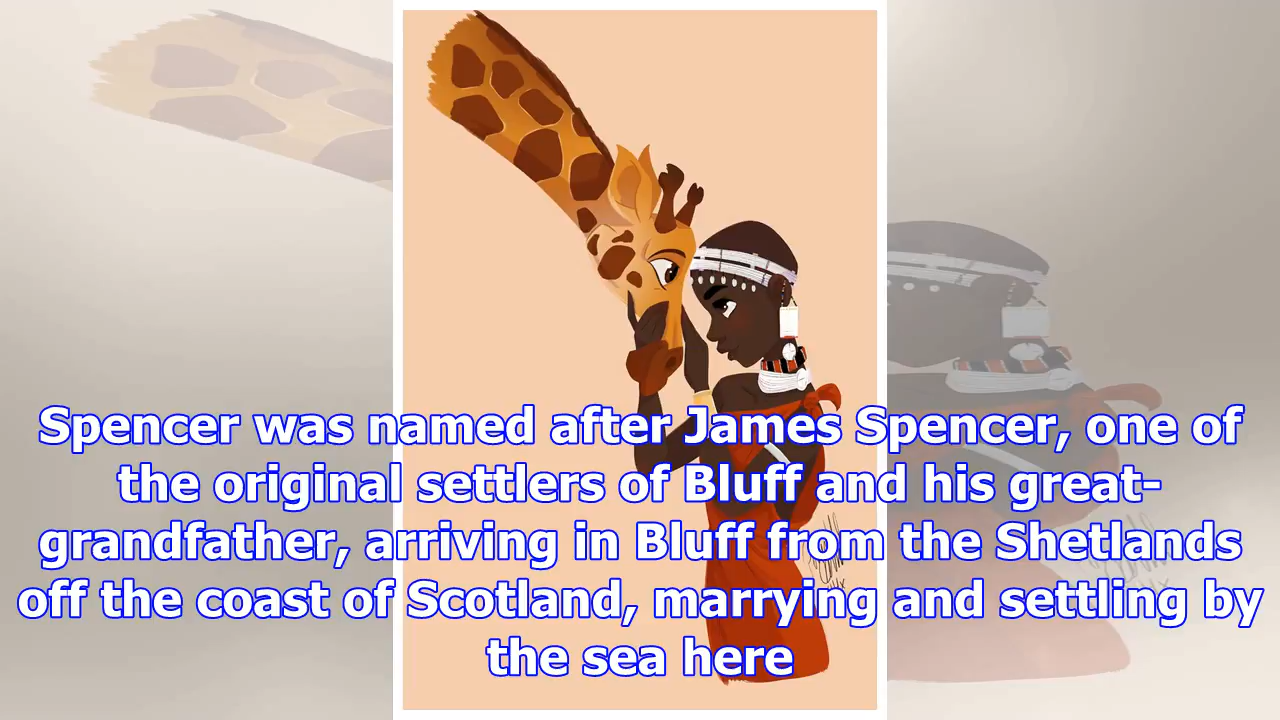 Spencer was named after James Spencer, one of
the original settlers of Bluff and his great-
grandfather, arriving in Bluff from the Shetlands
off the coast of Scotland, marrying and settling by
the sea here